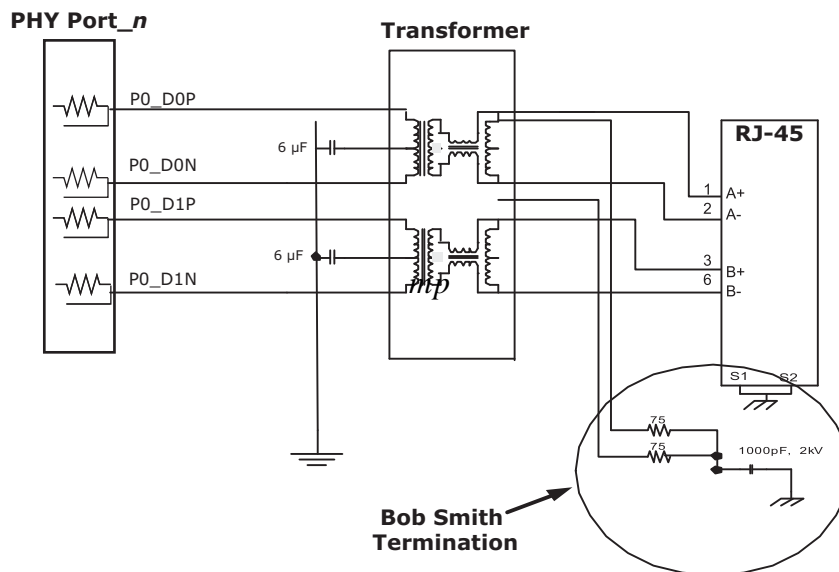 PHY Port_n
Transformer
P0_D0P
6 µF
P0_D0N
P0_D1P
6 µF
P0_D1N
mp
RJ-45
1 A+
2 A-
3 B+
6 B-
S1 S2
75
75
1000pF, 2kV
Bob Smith
Termination